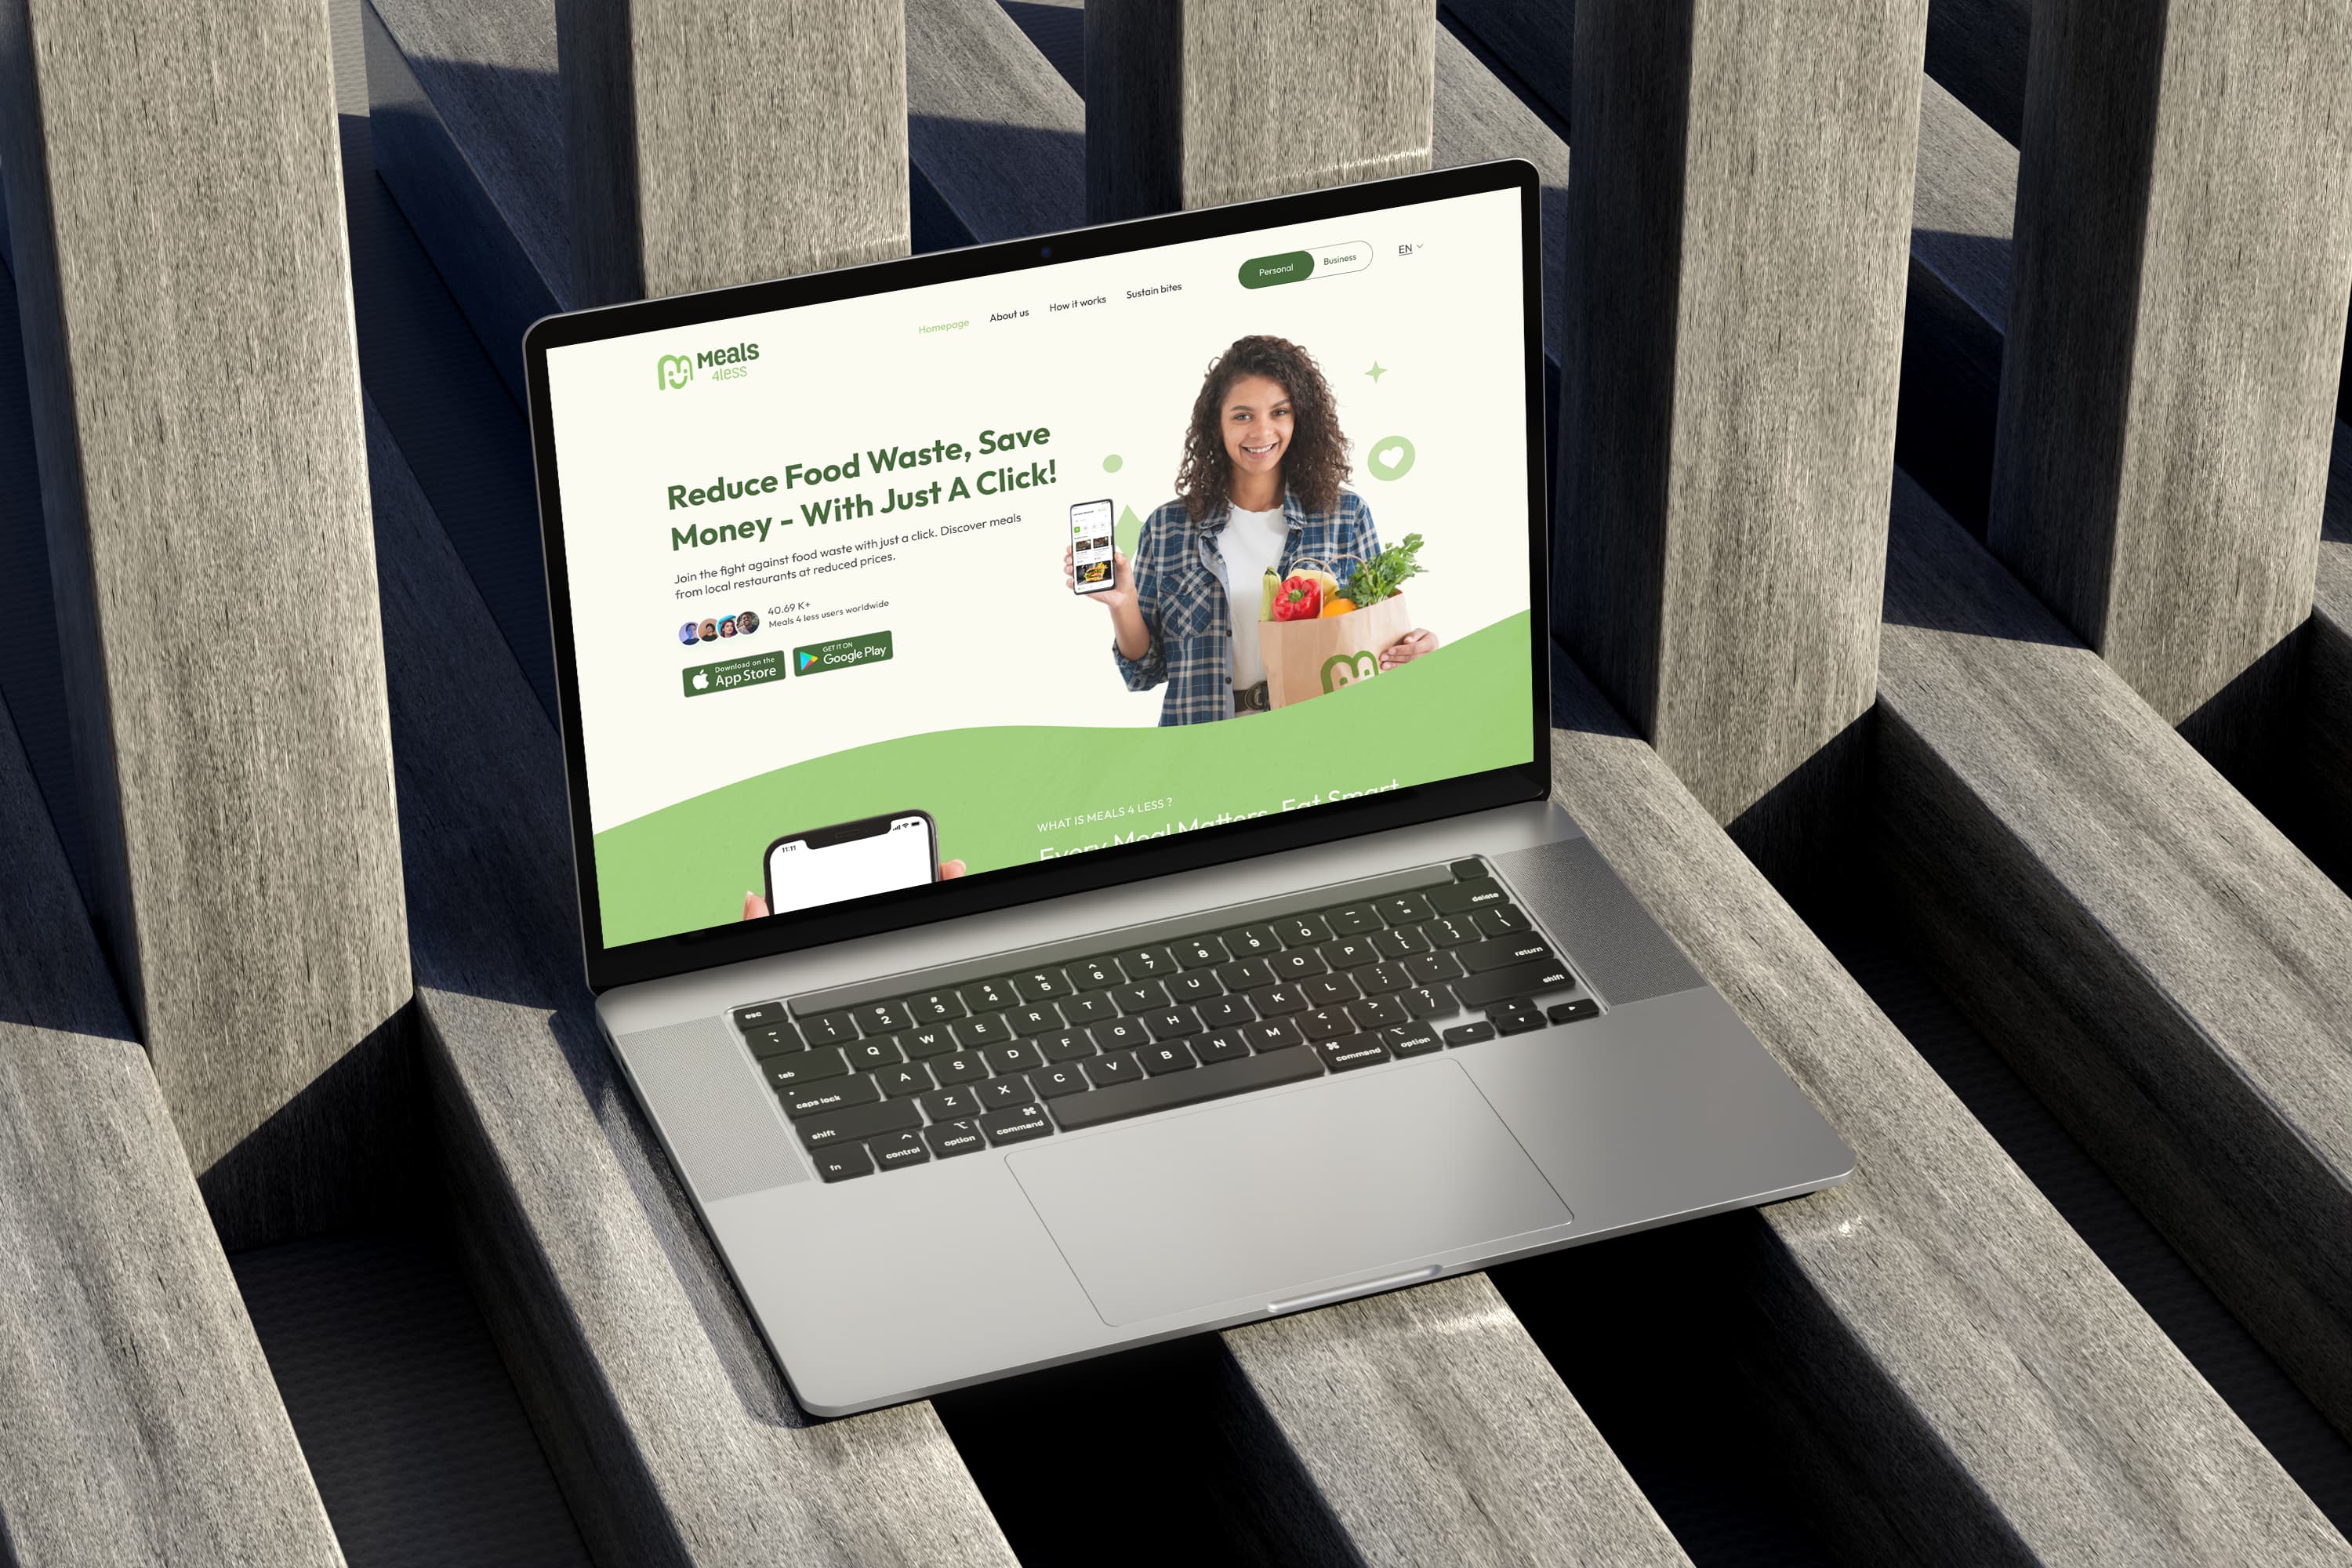 Meals
4less
Homepage
About us
How it works
Sustain bites
Personal
Business
EN
Reduce Food Waste, Save
Money - With Just A Click!
Join the fight against food waste with just a click. Discover meals
from local restaurants at reduced prices.
40.69 K+
Meals 4 less users worldwide
Download on the
App Store
GET IT ON
Google Play
11:11
WHAT IS MEALS 4 LESS ?
Every Meal Matters, Eat Smart
esc
~ ` ! 1 @ 2 # 3 $ 4 % 5 ^ 6 & 7 * 8 ( 9 ) 0 _ - + = delete
tab Q W E R T Y U I O P { [ } ] | \
caps lock A S D F G H J K L : ; " ' return
shift Z X C V B N M < , > . ? / shift
fn control option command command option